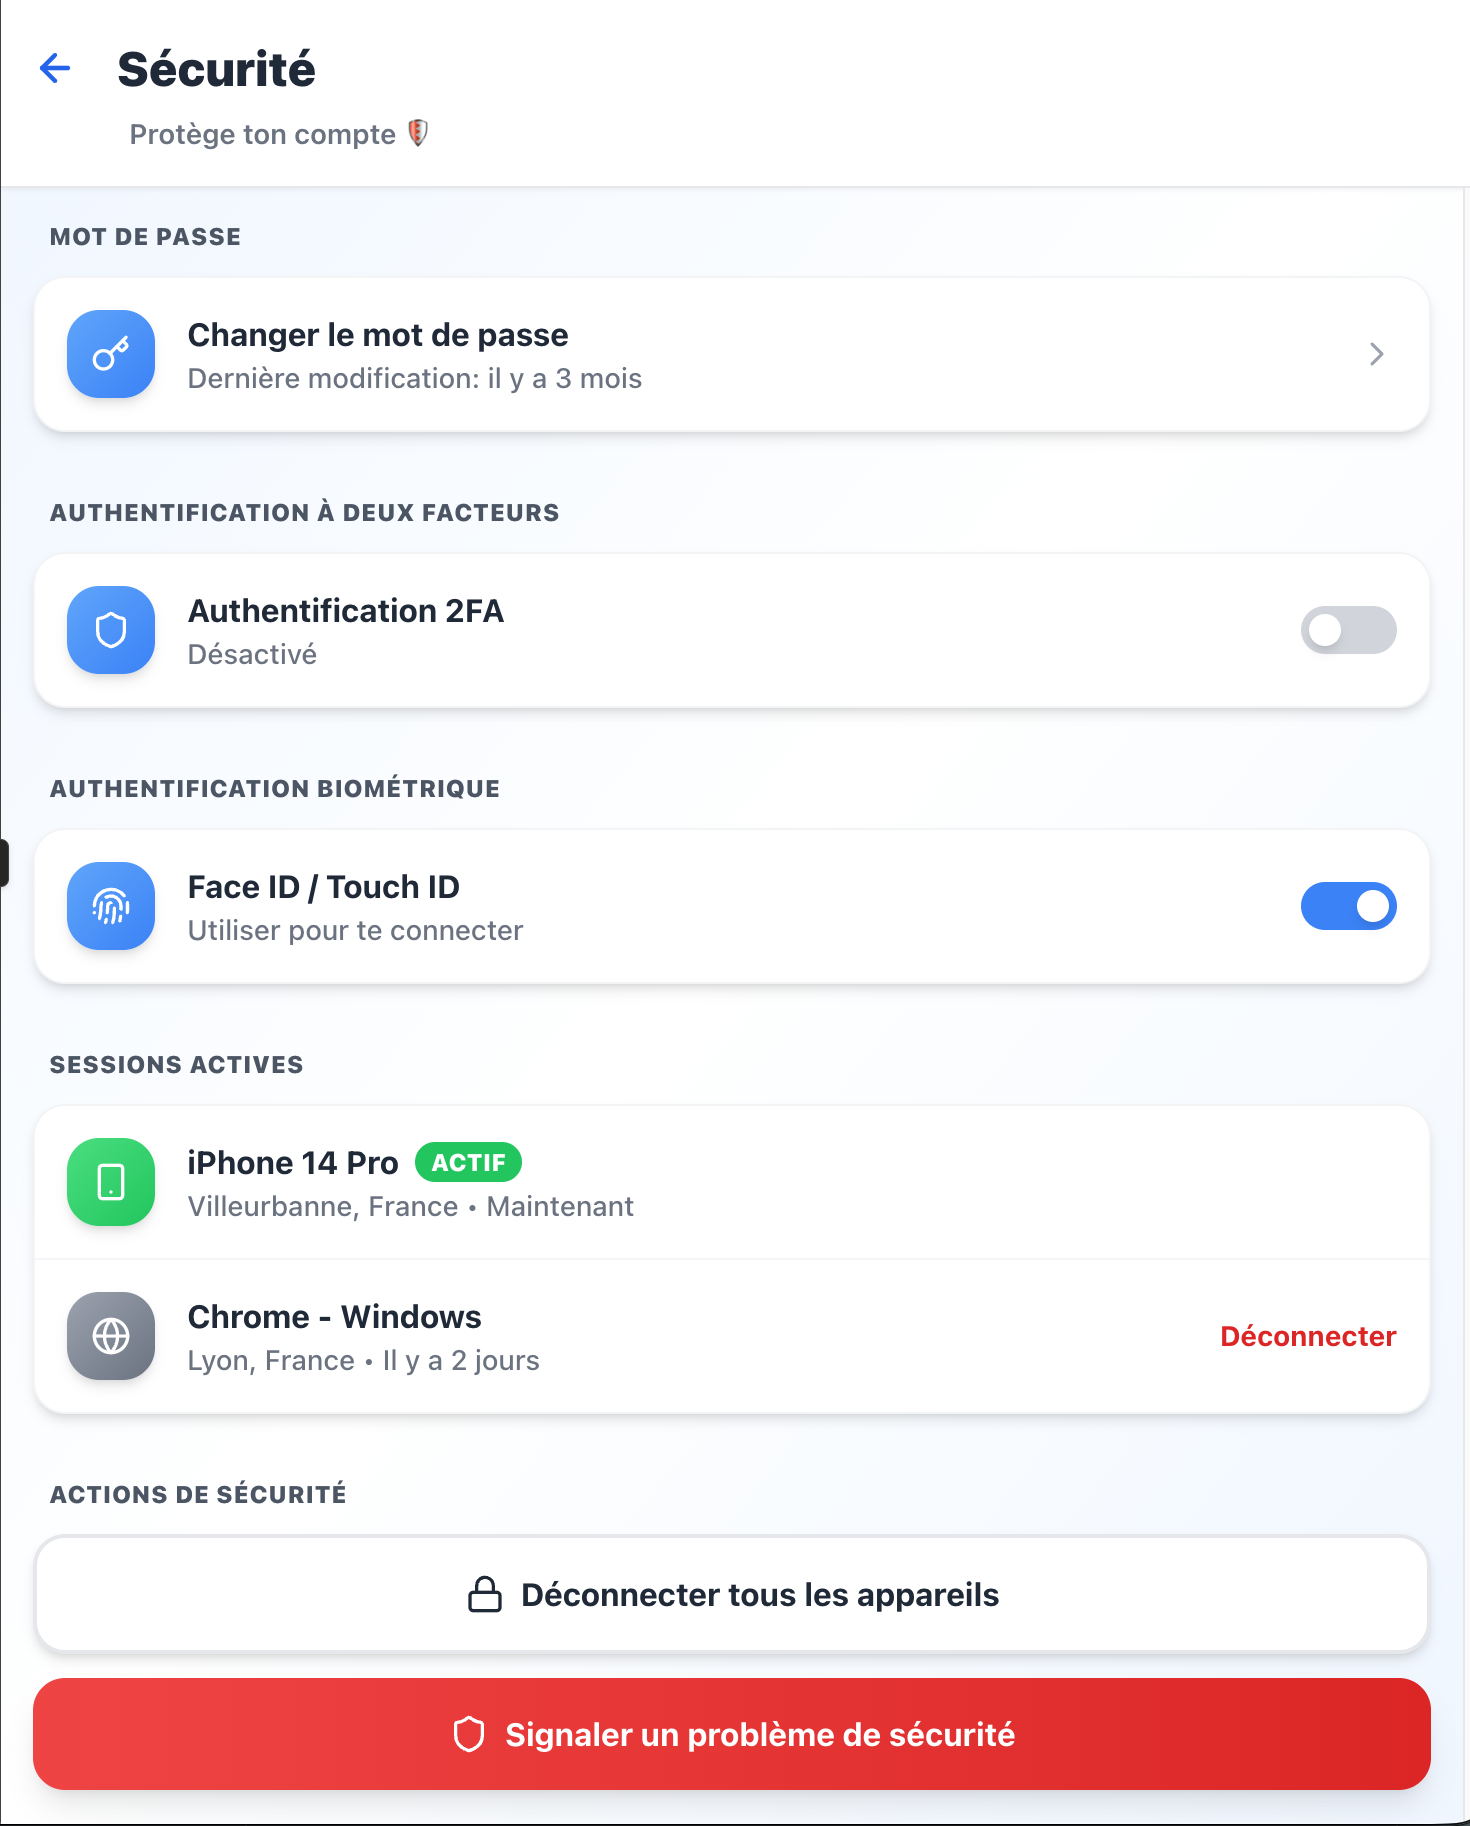 Sécurité
Protège ton compte
MOT DE PASSE
Changer le mot de passe
Dernière modification: il y a 3 mois
AUTHENTIFICATION À DEUX FACTEURS
Authentification 2FA
Désactivé
AUTHENTIFICATION BIOMÉTRIQUE
Face ID / Touch ID
Utiliser pour te connecter
SESSIONS ACTIVES
iPhone 14 Pro ACTIF
Villeurbanne, France • Maintenant
Chrome - Windows
Lyon, France • Il y a 2 jours
Déconnecter
ACTIONS DE SÉCURITÉ
Déconnecter tous les appareils
Signaler un problème de sécurité